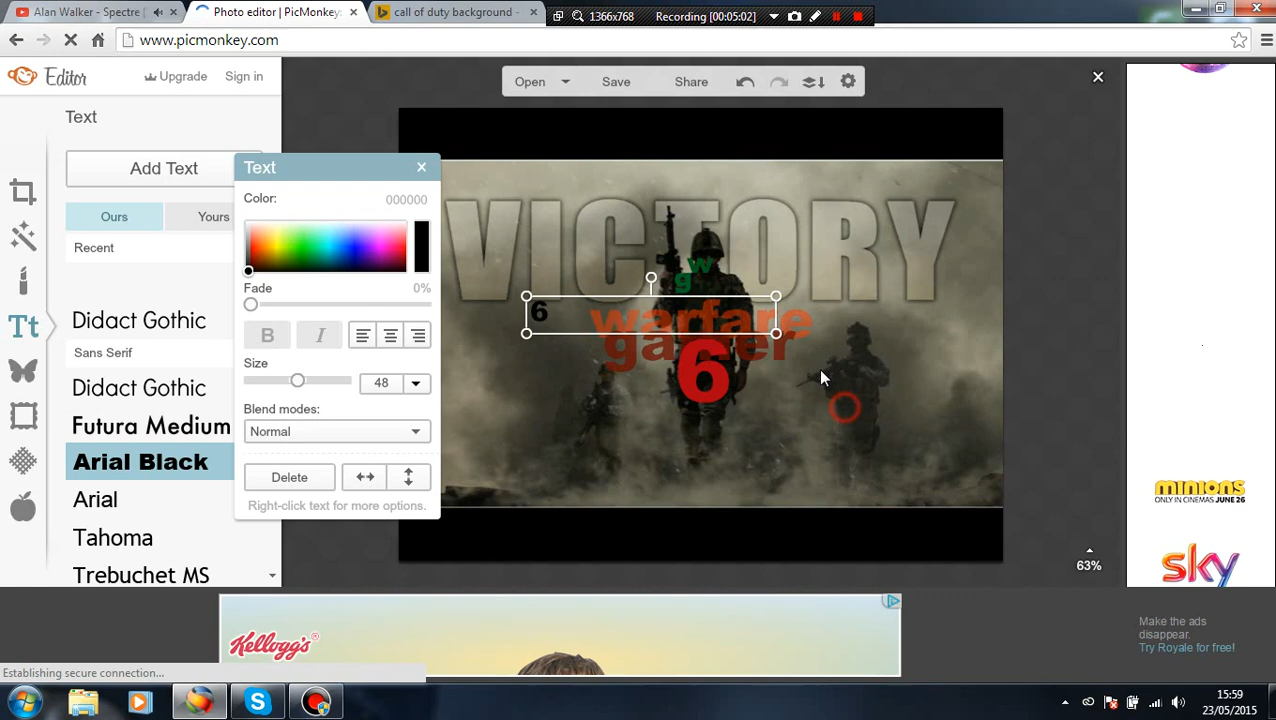 Alan Walker - Spectre [
Photo editor | PicMonkey:
call of duty background -
1366x768
Recording [00:05:02]
www.picmonkey.com
Editor
Upgrade
Sign in
Open
Save
Share
Text
Add Text
Ours
Yours
Recent
Didact Gothic
Sans Serif
Didact Gothic
Futura Medium
Arial Black
Arial
Tahoma
Trebuchet MS
Text
Color:
000000
Fade
0%
B
I
Size
48
Blend modes:
Normal
Delete
Right-click text for more options.
VICTORY
w
g
6
warfare
gamer
6
63%
MINIONS
ONLY IN CINEMAS JUNE 26
sky
Make the ads
disappear.
Try Royale for free!
Kellogg's®
Establishing secure connection...
15:59
23/05/2015